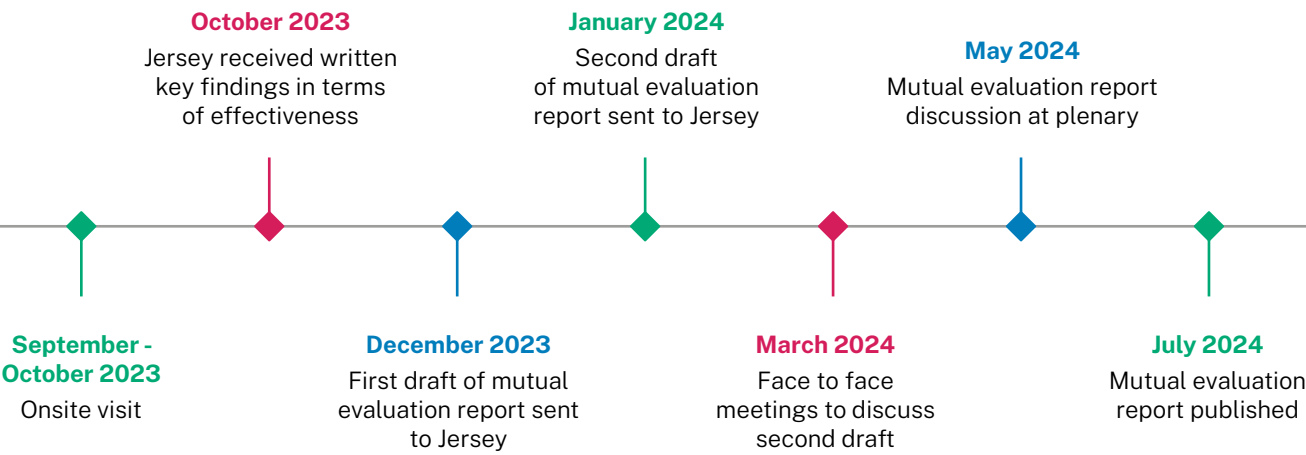 October 2023
Jersey received written
key findings in terms
of effectiveness
January 2024
Second draft
of mutual evaluation
report sent to Jersey
May 2024
Mutual evaluation report
discussion at plenary
September -
October 2023
Onsite visit
December 2023
First draft of mutual
evaluation report sent
to Jersey
March 2024
Face to face
meetings to discuss
second draft
July 2024
Mutual evaluation
report published